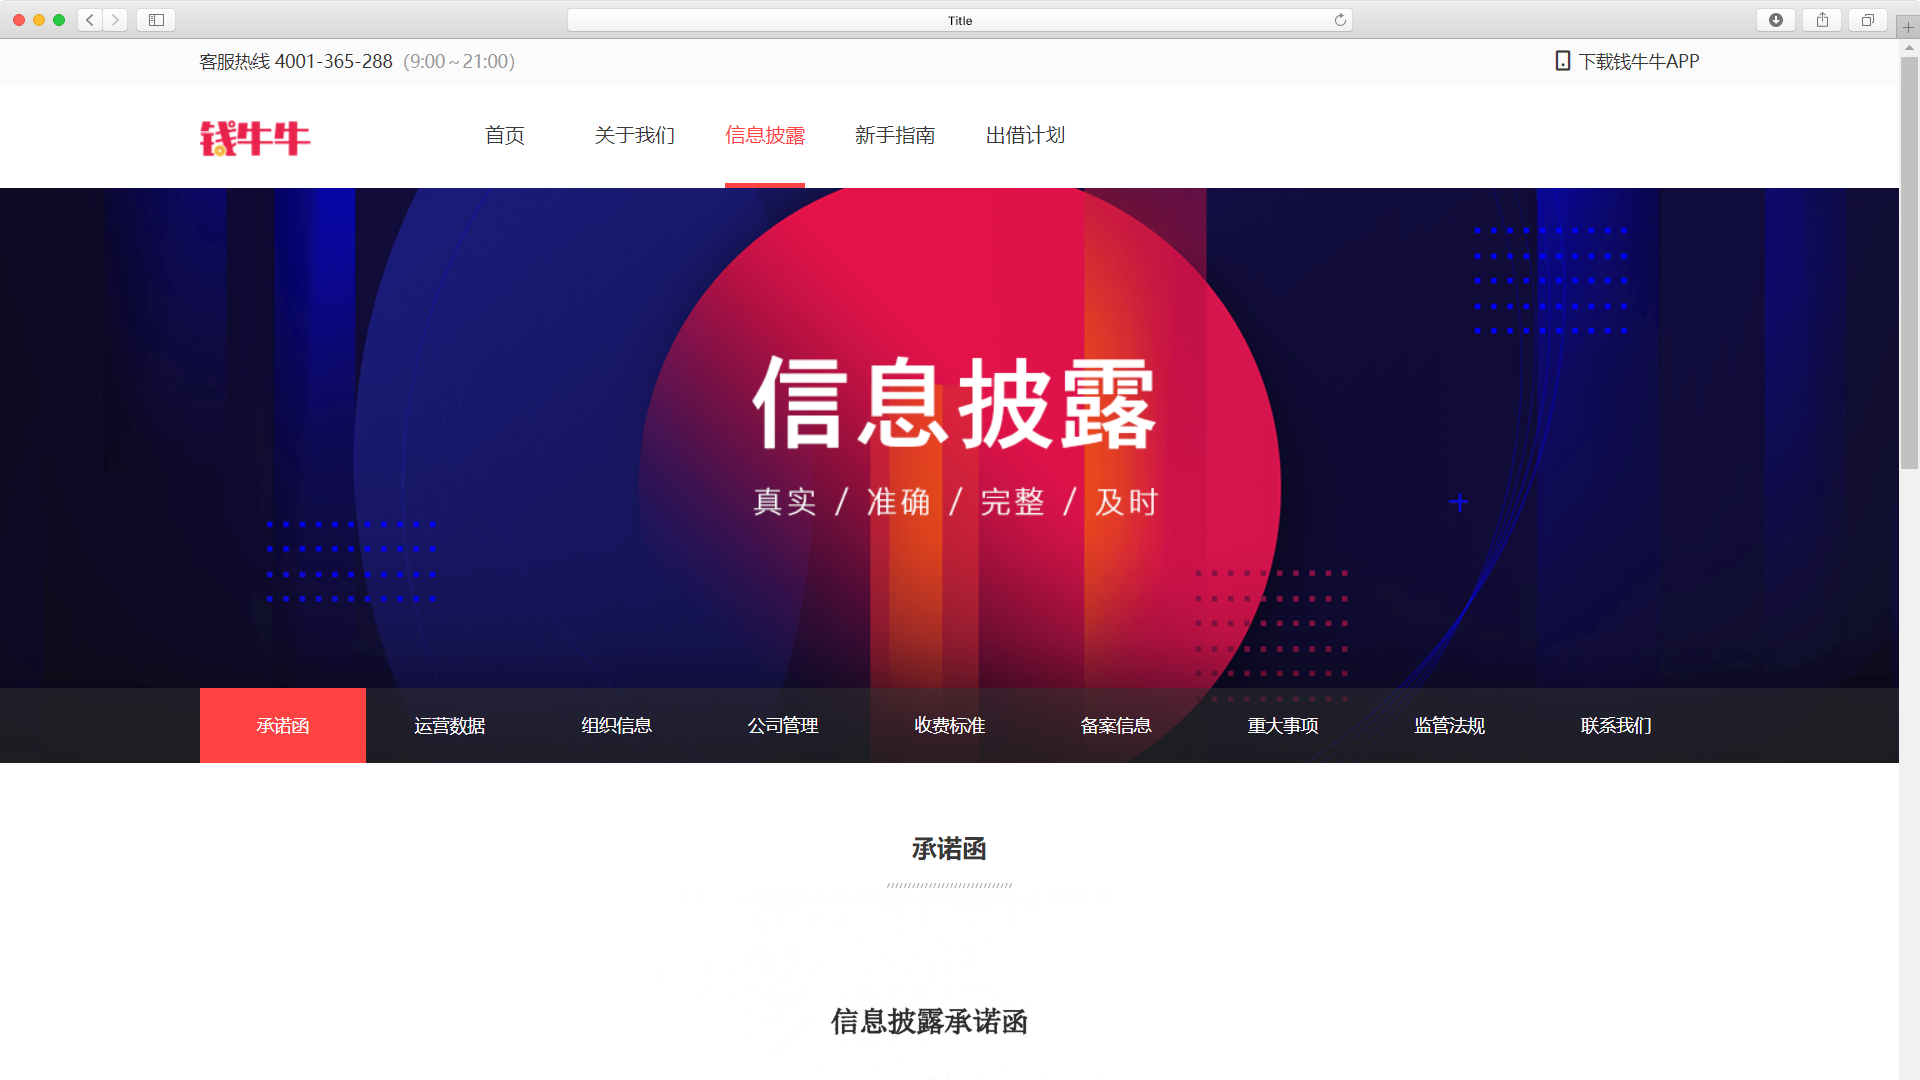 Title
客服热线 4001-365-288 (9:00~21:00)
下载钱牛牛APP
钱牛牛
首页 关于我们 信息披露 新手指南 出借计划
信息披露
真实 / 准确 / 完整 / 及时
承诺函 运营数据 组织信息 公司管理 收费标准 备案信息 重大事项 监管法规 联系我们
承诺函
信息披露承诺函